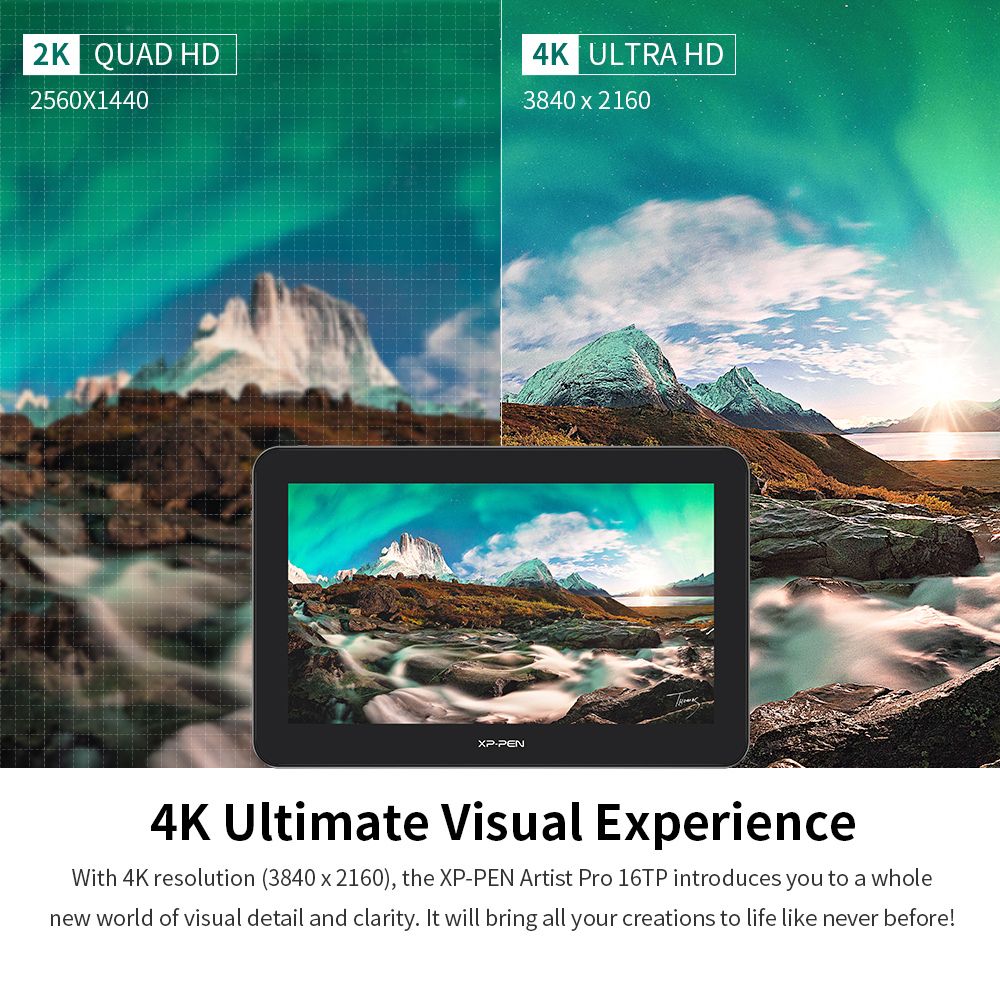 2K QUAD HD
2560X1440
4K ULTRA HD
3840 x 2160
Thomas
XP-PEN
4K Ultimate Visual Experience
With 4K resolution (3840 x 2160), the XP-PEN Artist Pro 16TP introduces you to a whole
new world of visual detail and clarity. It will bring all your creations to life like never before!